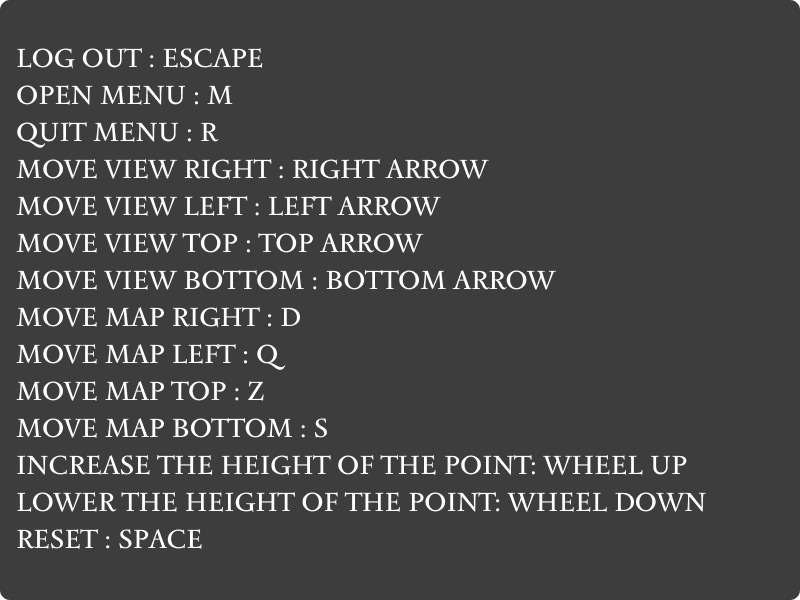 LOG OUT : ESCAPE
OPEN MENU : M
QUIT MENU : R
MOVE VIEW RIGHT : RIGHT ARROW
MOVE VIEW LEFT : LEFT ARROW
MOVE VIEW TOP : TOP ARROW
MOVE VIEW BOTTOM : BOTTOM ARROW
MOVE MAP RIGHT : D
MOVE MAP LEFT : Q
MOVE MAP TOP : Z
MOVE MAP BOTTOM : S
INCREASE THE HEIGHT OF THE POINT: WHEEL UP
LOWER THE HEIGHT OF THE POINT: WHEEL DOWN
RESET : SPACE